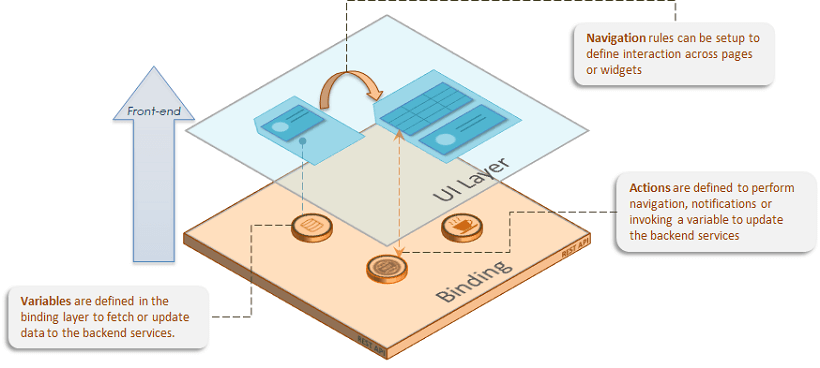 Navigation rules can be setup to
define interaction across pages
or widgets
Front-end
UI Layer
Actions are defined to perform
navigation, notifications or
invoking a variable to update
the backend services
REST API
Binding
Variables are defined in the
binding layer to fetch or update
data to the backend services.
REST API